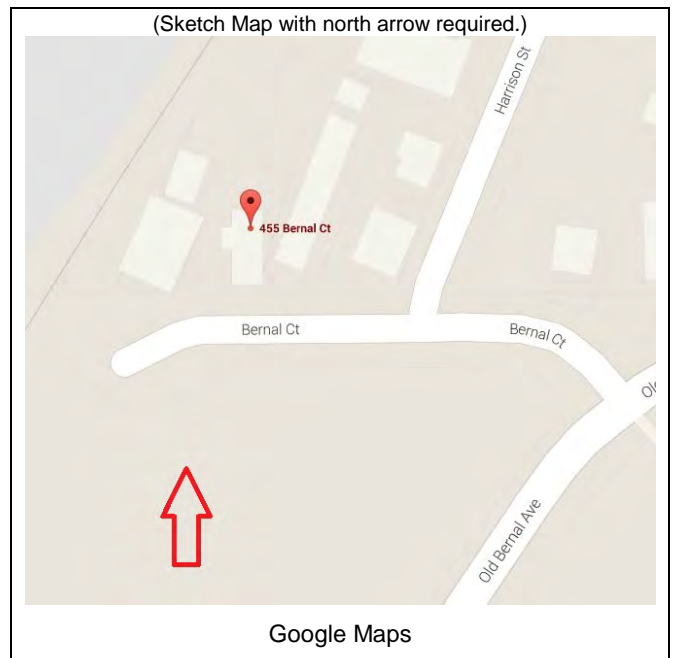 (Sketch Map with north arrow required.)
Harrison St
455 Bernal Ct
Bernal Ct
Bernal Ct
Old Bernal Ave
Google Maps